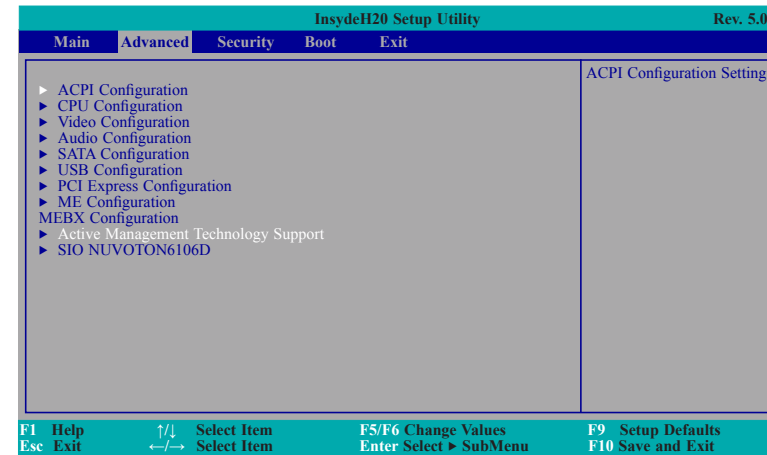 InsydeH20 Setup Utility Rev. 5.0
Main Advanced Security Boot Exit
ACPI Configuration Setting
► ACPI Configuration
► CPU Configuration
► Video Configuration
► Audio Configuration
► SATA Configuration
► USB Configuration
► PCI Express Configuration
► ME Configuration
MEBX Configuration
► Active Management Technology Support
► SIO NUVOTON6106D
F1 Help ↑/↓ Select Item F5/F6 Change Values F9 Setup Defaults
Esc Exit ←/→ Select Item Enter Select ► SubMenu F10 Save and Exit